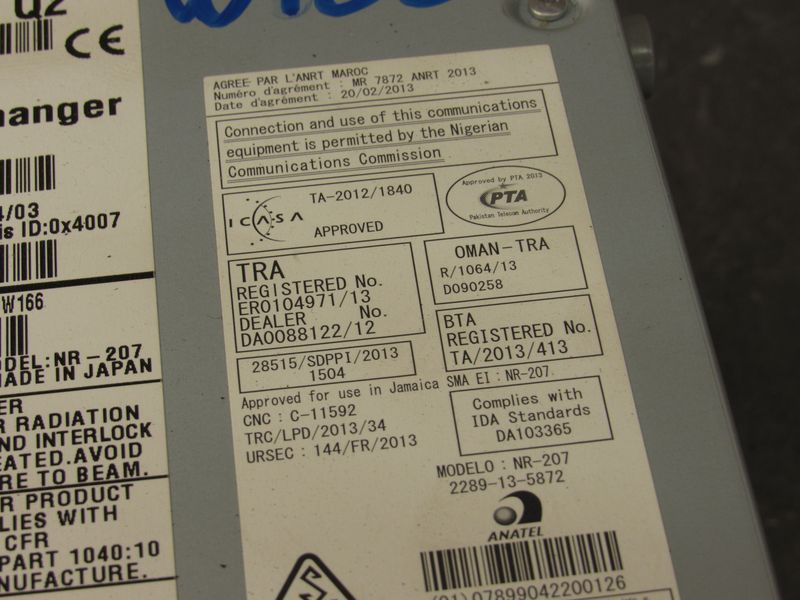 CE
hanger
4/03
is ID:0x4007
W166
MODEL:NR-207
MADE IN JAPAN
R RADIATION
ND INTERLOCK
EATED.AVOID
RE TO BEAM.
R PRODUCT
LIES WITH
CFR
PART 1040:10
NUFACTURE.
AGREE PAR L'ANRT MAROC
Numéro d'agrément : MR 7872 ANRT 2013
Date d'agrément : 20/02/2013
Connection and use of this communications
equipment is permitted by the Nigerian
Communications Commission
ICASA
TA-2012/1840
APPROVED
Approved by PTA 2013
PTA
Pakistan Telecom Authority
TRA
REGISTERED No.
ER0104971/13
DEALER No.
DA0088122/12
OMAN-TRA
R/1064/13
D090258
BTA
REGISTERED No.
TA/2013/413
28515/SDPPI/2013
1504
Approved for use in Jamaica SMA EI : NR-207
CNC : C-11592
TRC/LPD/2013/34
URSEC : 144/FR/2013
Complies with
IDA Standards
DA103365
MODELO : NR-207
2289-13-5872
ANATEL
(01)07899042200126